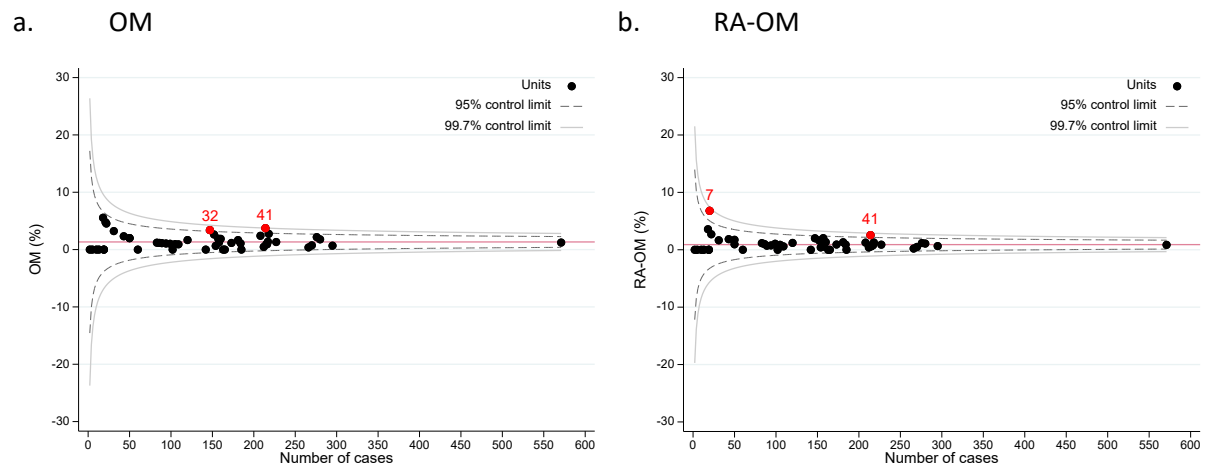 a. OM
30
20
10
0
-10
-20
-30
OM (%)
Units
95% control limit
99.7% control limit
32
41
0 50 100 150 200 250 300 350 400 450 500 550 600
Number of cases
b. RA-OM
30
20
10
0
-10
-20
-30
RA-OM (%)
Units
95% control limit
99.7% control limit
7
41
0 50 100 150 200 250 300 350 400 450 500 550 600
Number of cases